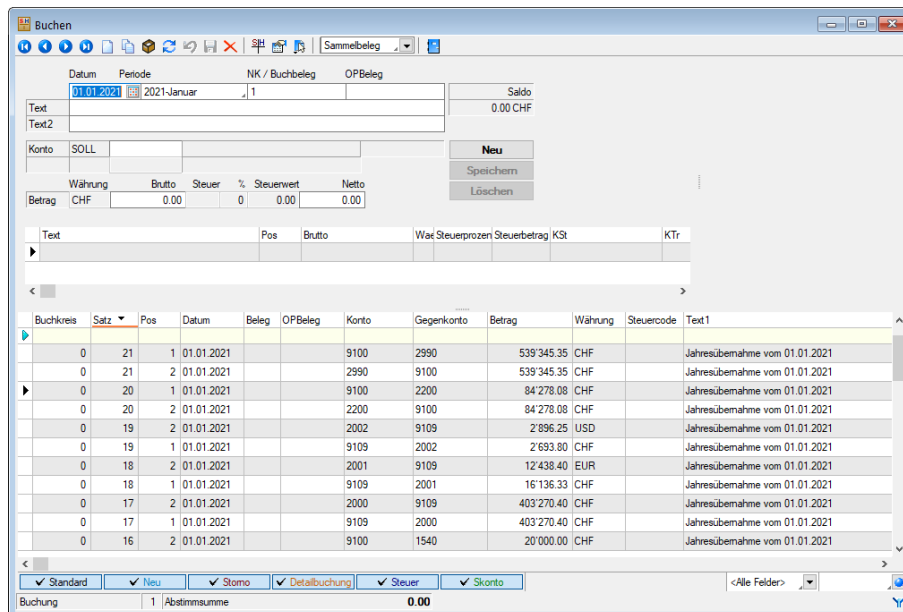 Buchen
Sammelbeleg
Datum Periode NK / Buchbeleg OPBeleg
01.01.2021 2021-Januar 1 Saldo
Text 0.00 CHF
Text2
Konto SOLL Neu
Speichern
Währung Brutto Steuer % Steuerwert Netto Löschen
Betrag CHF 0.00 0 0.00 0.00
Text Pos Brutto Wae Steuerprozen Steuerbetrag KSt KTr
Buchkreis Satz Pos Datum Beleg OPBeleg Konto Gegenkonto Betrag Währung Steuercode Text1
0 21 1 01.01.2021 9100 2990 539'345.35 CHF Jahresübernahme vom 01.01.2021
0 21 2 01.01.2021 2990 9100 539'345.35 CHF Jahresübernahme vom 01.01.2021
0 20 1 01.01.2021 9100 2200 84'278.08 CHF Jahresübernahme vom 01.01.2021
0 20 2 01.01.2021 2200 9100 84'278.08 CHF Jahresübernahme vom 01.01.2021
0 19 2 01.01.2021 2002 9109 2'896.25 USD Jahresübernahme vom 01.01.2021
0 19 1 01.01.2021 9109 2002 2'693.80 CHF Jahresübernahme vom 01.01.2021
0 18 2 01.01.2021 2001 9109 12'438.40 EUR Jahresübernahme vom 01.01.2021
0 18 1 01.01.2021 9109 2001 16'136.33 CHF Jahresübernahme vom 01.01.2021
0 17 2 01.01.2021 2000 9109 403'270.40 CHF Jahresübernahme vom 01.01.2021
0 17 1 01.01.2021 9109 2000 403'270.40 CHF Jahresübernahme vom 01.01.2021
0 16 2 01.01.2021 9100 1540 20'000.00 CHF Jahresübernahme vom 01.01.2021
Standard Neu Storno Detailbuchung Steuer Skonto <Alle Felder>
Buchung 1 Abstimmsumme 0.00